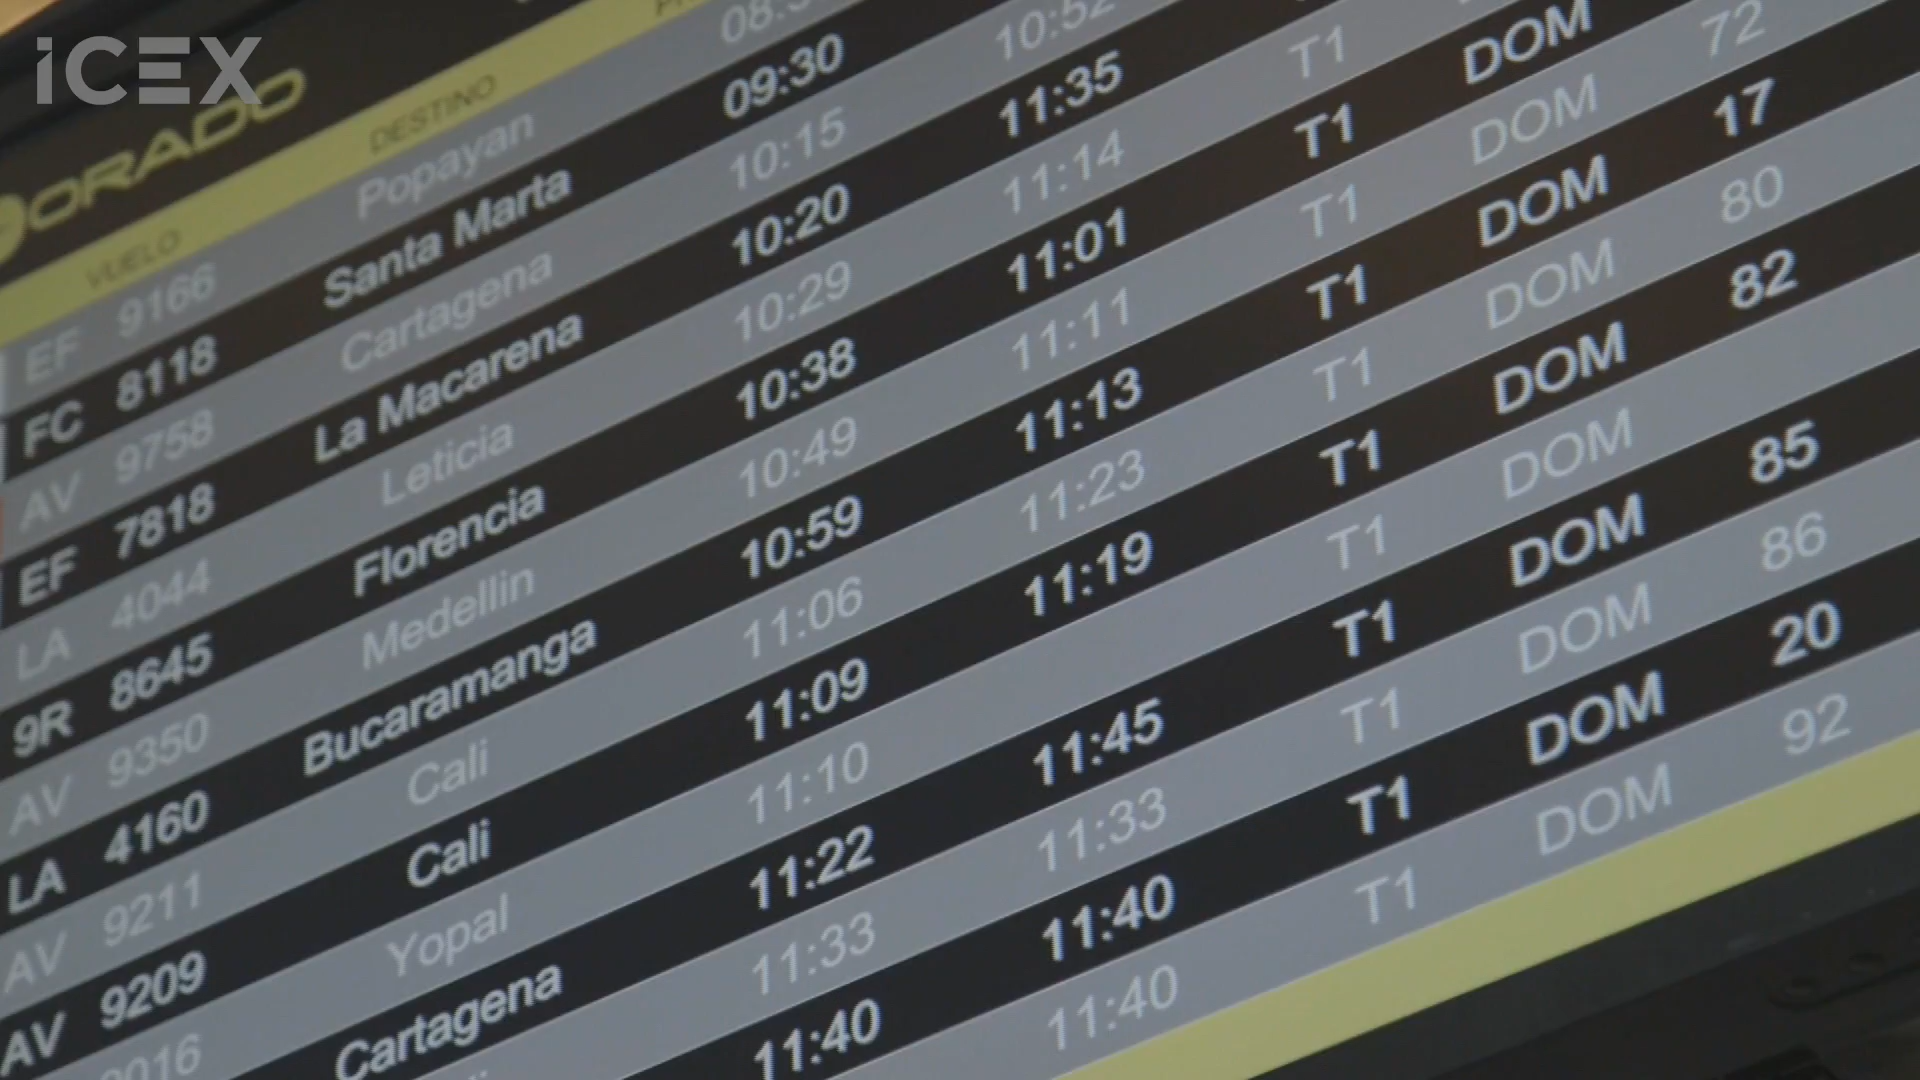 iCEX
ORADO
VUELO DESTINO
EF 9166 Popayan
FC 8118 Santa Marta 09:30
AV 9758 Cartagena 10:15 10:52
EF 7818 La Macarena 10:20 11:35
LA 4044 Leticia 10:29 11:14 T1
9R 8645 Florencia 10:38 11:01 T1 DOM
AV 9350 Medellin 10:49 11:11 T1 DOM 72
LA 4160 Bucaramanga 10:59 11:13 T1 DOM 17
AV 9211 Cali 11:06 11:23 T1 DOM 80
AV 9209 Cali 11:09 11:19 T1 DOM 82
Yopal 11:10 T1 DOM
Cartagena 11:22 11:45 T1 DOM 85
11:33 11:33 T1 DOM 86
11:40 11:40 T1 DOM 20
11:40 T1 DOM 92